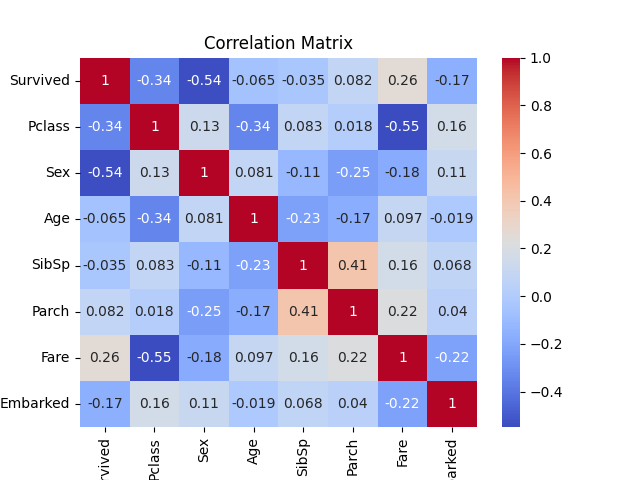 Correlation Matrix
Survived 1 -0.34 -0.54 -0.065 -0.035 0.082 0.26 -0.17
Pclass -0.34 1 0.13 -0.34 0.083 0.018 -0.55 0.16
Sex -0.54 0.13 1 0.081 -0.11 -0.25 -0.18 0.11
Age -0.065 -0.34 0.081 1 -0.23 -0.17 0.097 -0.019
SibSp -0.035 0.083 -0.11 -0.23 1 0.41 0.16 0.068
Parch 0.082 0.018 -0.25 -0.17 0.41 1 0.22 0.04
Fare 0.26 -0.55 -0.18 0.097 0.16 0.22 1 -0.22
Embarked -0.17 0.16 0.11 -0.019 0.068 0.04 -0.22 1
rvived Pclass Sex Age SibSp Parch Fare arked
1.0
0.8
0.6
0.4
0.2
0.0
−0.2
−0.4